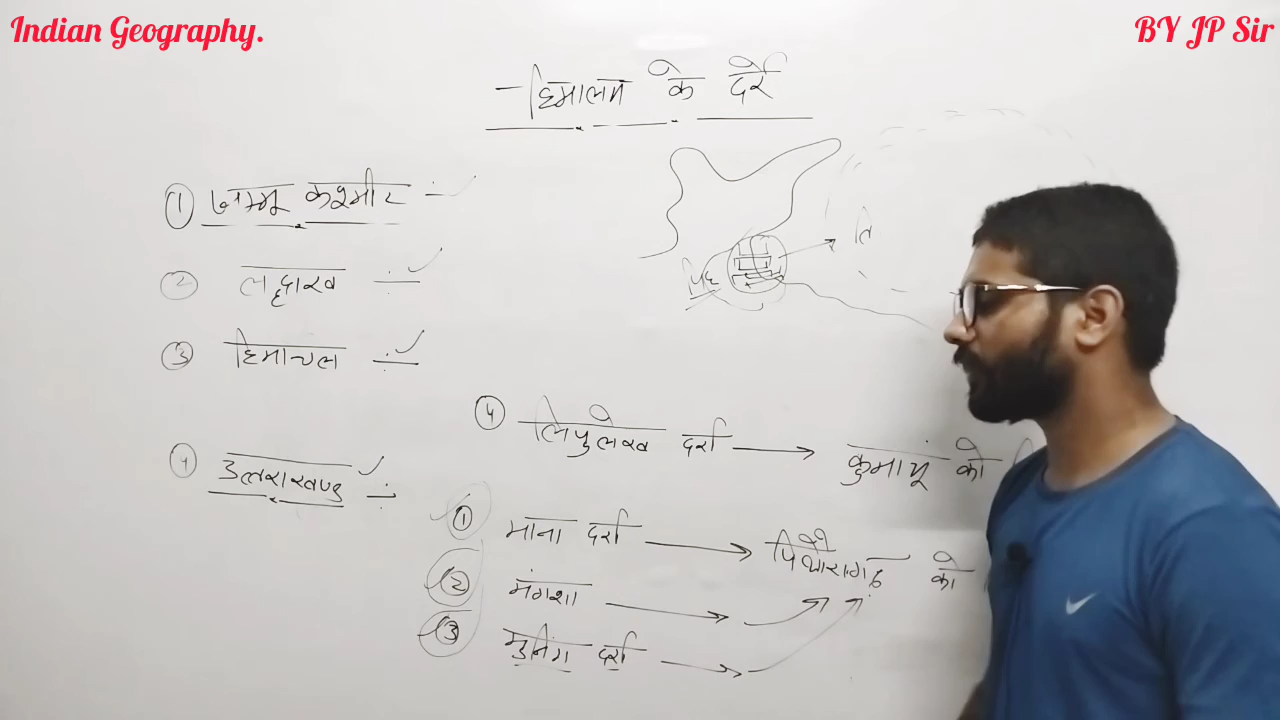 Indian Geography.
BY JP Sir
हिमालय के दर्रे
① जम्मू कश्मीर
② लद्दाख
③ हिमाचल
④ लिपुलेख दर्रा → कुमायूं को
४ उत्तराखण्ड
① माना दर्रा → पिथौरागढ़ को
② मंगशा →
③ मुनिंग दर्रा →
ति